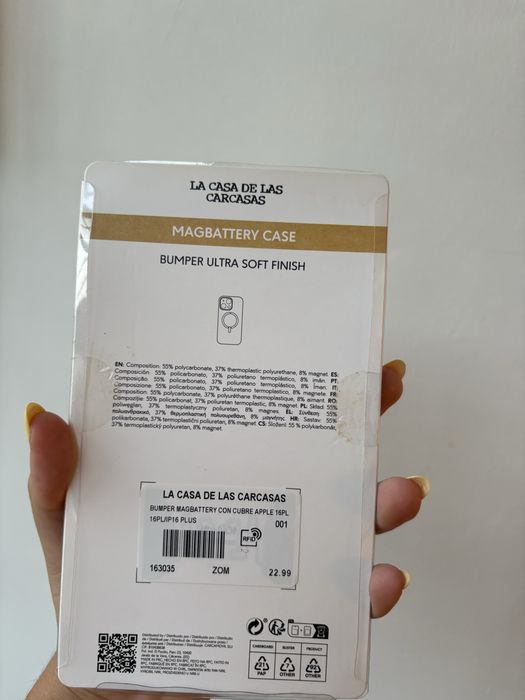 LA CASA DE LAS
CARCASAS
MAGBATTERY CASE
BUMPER ULTRA SOFT FINISH
EN: Composition: 55% polycarbonate, 37% thermoplastic polyurethane, 8% magnet. ES:
Composición: 55% policarbonato, 37% poliuretano termoplástico, 8% imán. PT:
Composição: 55% policarbonato, 37% poliuretano termoplástico, 8% íman. IT:
Composizione: 55% policarbonato, 37% poliuretano termoplastico, 8% magnete. FR:
Composition: 55% polycarbonate, 37% polyuréthane thermoplastique, 8% aimant. RO:
Compoziție: 55% policarbonat, 37% poliuretan termoplastic, 8% magnet. PL: Skład: 55%
poliwęglan, 37% termoplastyczny poliuretan, 8% magnes. EL: Σύνθεση: 55%
πολυανθρακικό, 37% θερμοπλαστική πολυουρεθάνη, 8% μαγνήτης. HR: Sastav: 55%
polikarbonata, 37% termoplastični poliuretan, 8% magnet. CS: Složení: 55 % polykarbonát,
37% termoplastický polyuretan, 8% magnet.
LA CASA DE LAS CARCASAS
BUMPER MAGBATTERY CON CUBRE APPLE 16PL
16PL/IP16 PLUS
001
RFID
163035 ZOM 22.99
CARDBOARD BLISTER PRODUCT
21 PAP
7 OTHER
92 OTHER